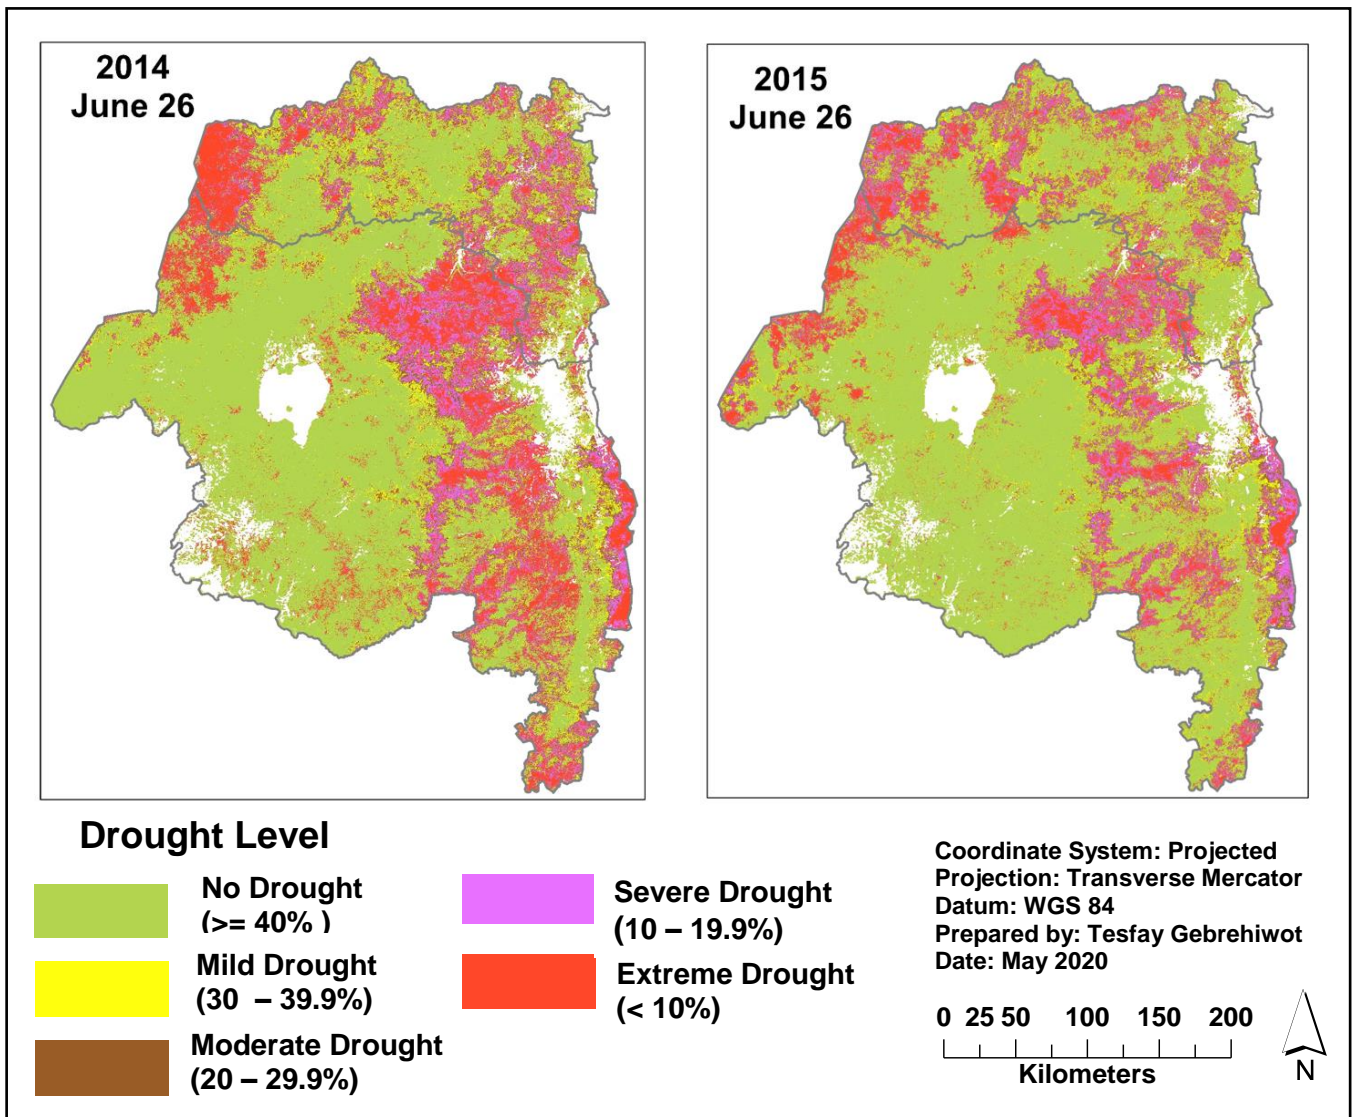 2014
June 26
2015
June 26
Drought Level
No Drought
(>= 40% )
Mild Drought
(30 – 39.9%)
Moderate Drought
(20 – 29.9%)
Severe Drought
(10 – 19.9%)
Extreme Drought
(< 10%)
Coordinate System: Projected
Projection: Transverse Mercator
Datum: WGS 84
Prepared by: Tesfay Gebrehiwot
Date: May 2020
0 25 50 100 150 200
Kilometers
N